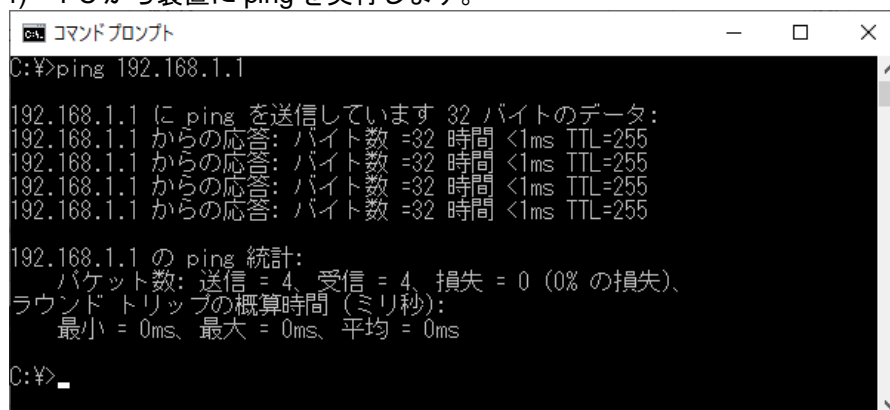 PCから装置に ping を実行します。
コマンドプロンプト
C:¥>ping 192.168.1.1
192.168.1.1 に ping を送信しています 32 バイトのデータ:
192.168.1.1 からの応答: バイト数 =32 時間 <1ms TTL=255
192.168.1.1 からの応答: バイト数 =32 時間 <1ms TTL=255
192.168.1.1 からの応答: バイト数 =32 時間 <1ms TTL=255
192.168.1.1 からの応答: バイト数 =32 時間 <1ms TTL=255
192.168.1.1 の ping 統計:
パケット数: 送信 = 4、受信 = 4、損失 = 0 (0% の損失)、
ラウンド トリップの概算時間 (ミリ秒):
最小 = 0ms、最大 = 0ms、平均 = 0ms
C:¥>